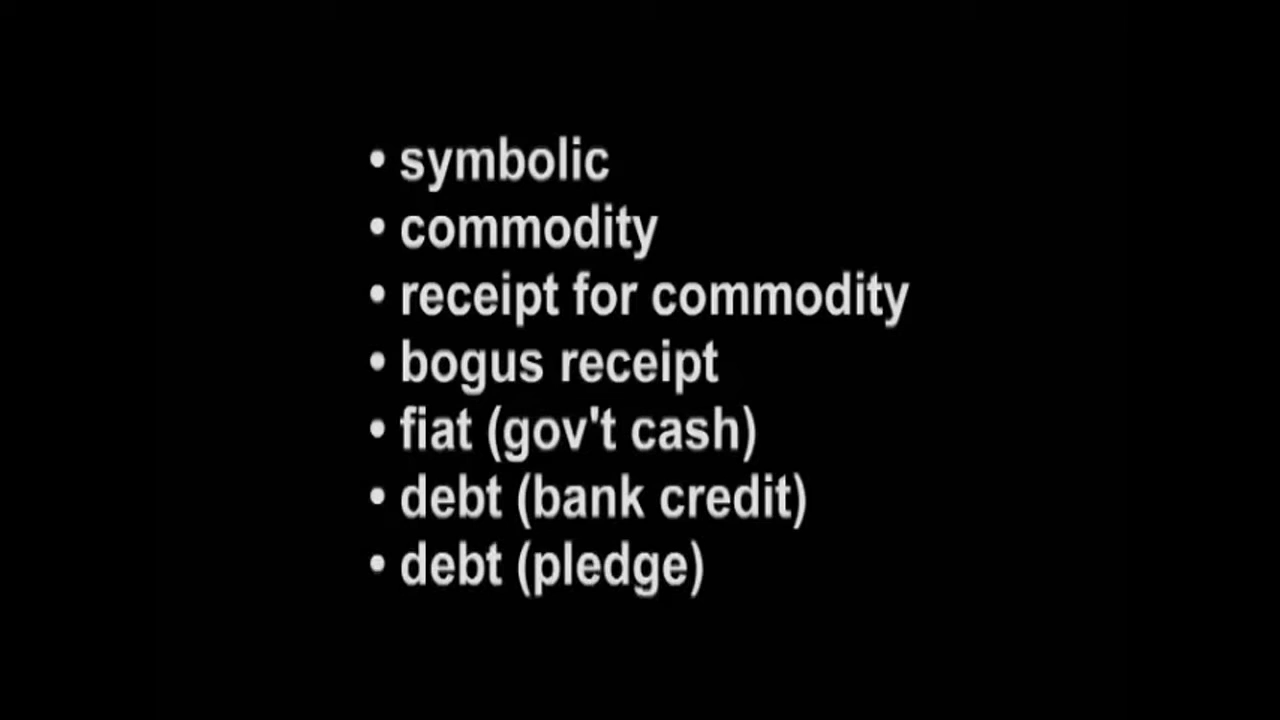 • symbolic
• commodity
• receipt for commodity
• bogus receipt
• fiat (gov't cash)
• debt (bank credit)
• debt (pledge)